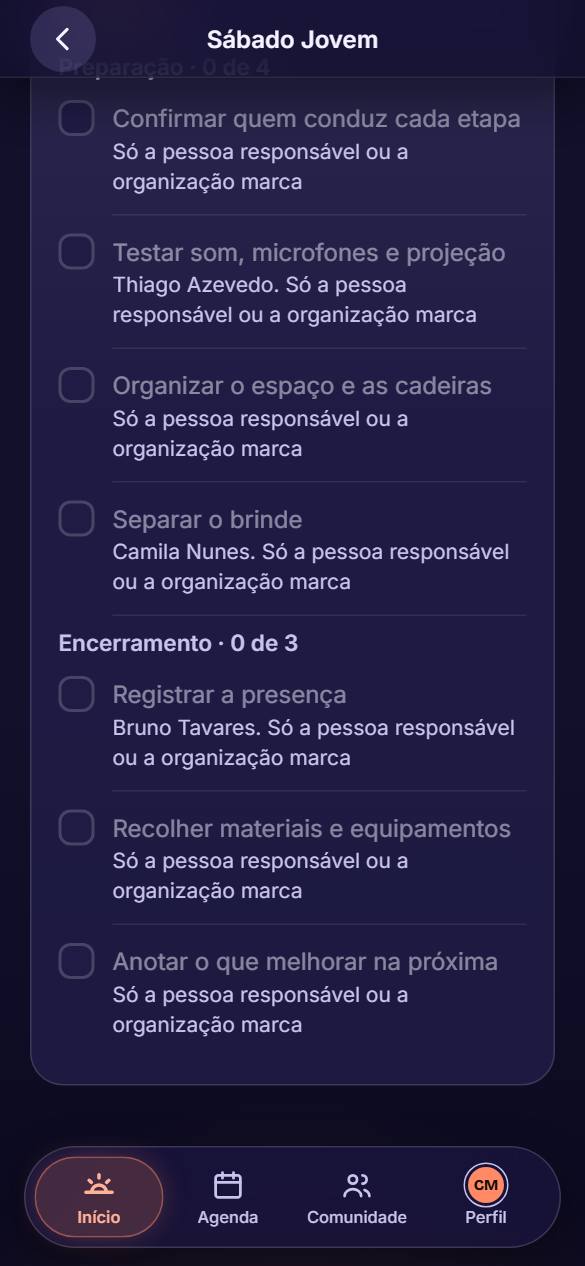 Sábado Jovem
Preparação · 0 de 4
Confirmar quem conduz cada etapa
Só a pessoa responsável ou a
organização marca
Testar som, microfones e projeção
Thiago Azevedo. Só a pessoa
responsável ou a organização marca
Organizar o espaço e as cadeiras
Só a pessoa responsável ou a
organização marca
Separar o brinde
Camila Nunes. Só a pessoa responsável
ou a organização marca
Encerramento · 0 de 3
Registrar a presença
Bruno Tavares. Só a pessoa responsável
ou a organização marca
Recolher materiais e equipamentos
Só a pessoa responsável ou a
organização marca
Anotar o que melhorar na próxima
Só a pessoa responsável ou a
organização marca
CM
Início Agenda Comunidade Perfil